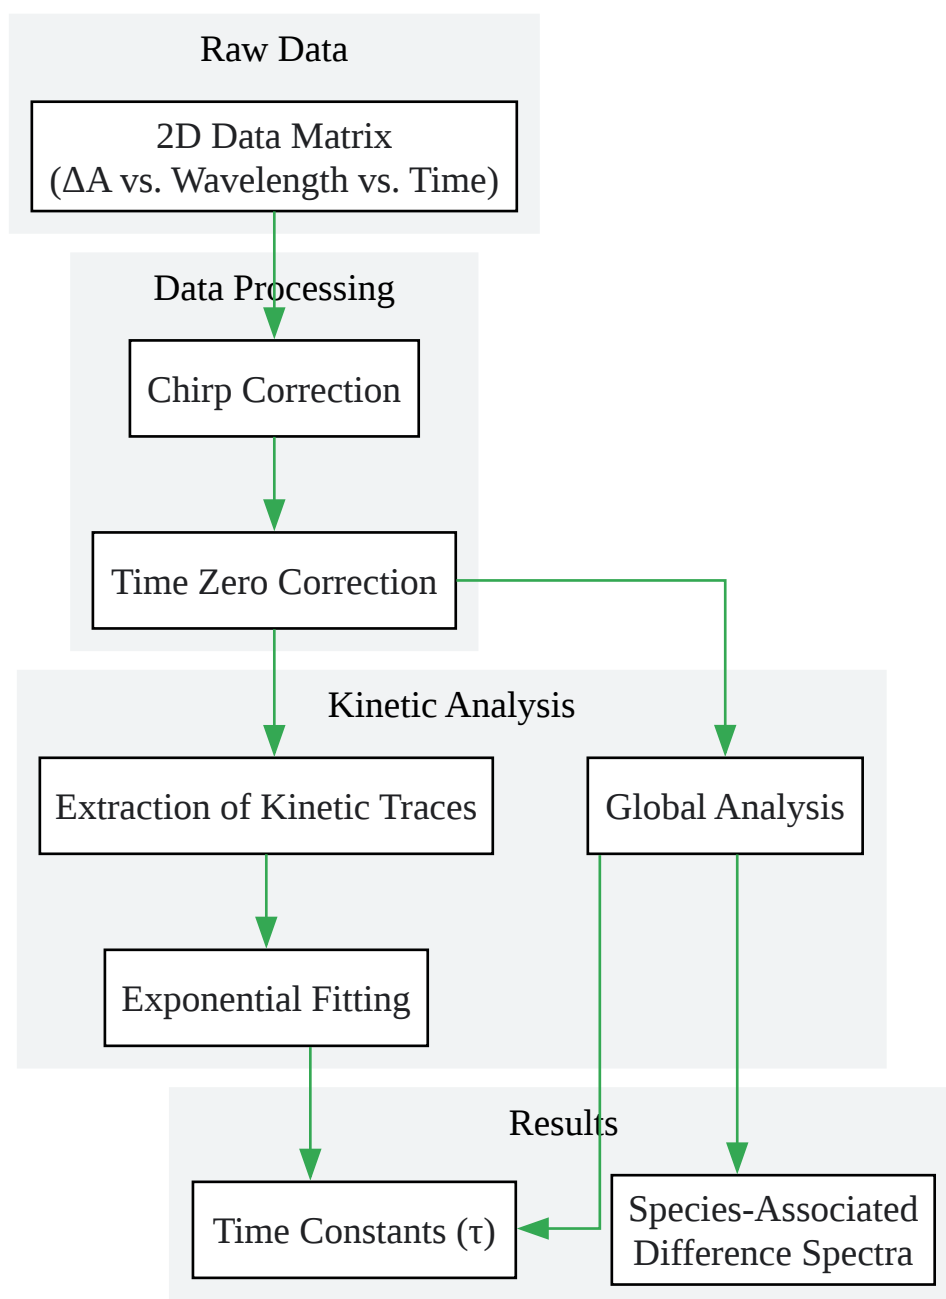 Raw Data
2D Data Matrix
(ΔA vs. Wavelength vs. Time)
Data Processing
Chirp Correction
Time Zero Correction
Kinetic Analysis
Extraction of Kinetic Traces
Global Analysis
Exponential Fitting
Results
Time Constants (τ)
Species-Associated
Difference Spectra